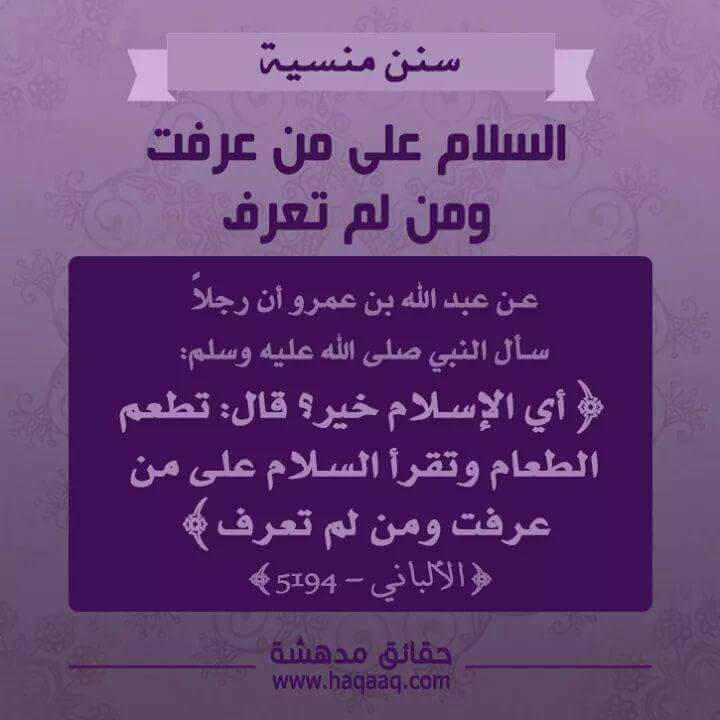 سنن منسية
السلام على من عرفت
ومن لم تعرف
عن عبد الله بن عمرو أن رجلاً
سأل النبي صلى الله عليه وسلم:
﴿ أي الإسلام خير؟ قال: تطعم
الطعام وتقرأ السلام على من
عرفت ومن لم تعرف ﴾
﴿ الألباني – 5194 ﴾
حقائق مدهشة
www.haqaaq.com